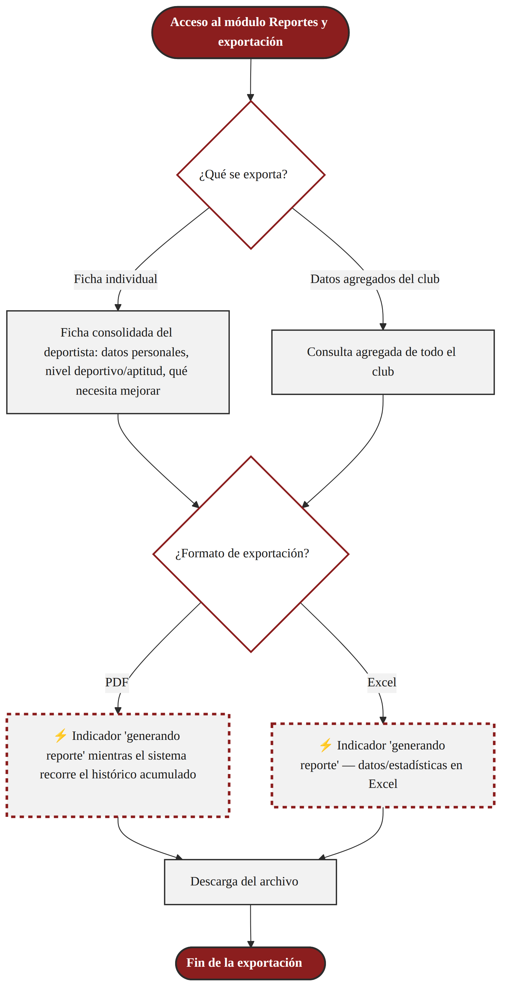 Acceso al módulo Reportes y
exportación
¿Qué se exporta?
Ficha individual
Datos agregados del club
Ficha consolidada del
deportista: datos personales,
nivel deportivo/aptitud, qué
necesita mejorar
Consulta agregada de todo el
club
¿Formato de exportación?
PDF
Excel
⚡ Indicador 'generando
reporte' mientras el sistema
recorre el histórico acumulado
⚡ Indicador 'generando
reporte' — datos/estadísticas en
Excel
Descarga del archivo
Fin de la exportación